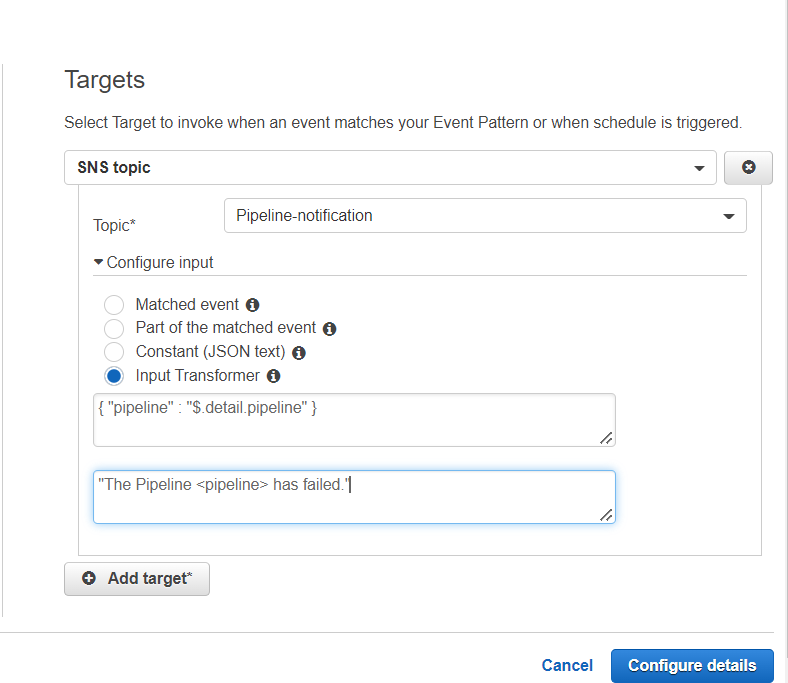 Targets
Select Target to invoke when an event matches your Event Pattern or when schedule is triggered.
SNS topic
Topic*
Pipeline-notification
Configure input
Matched event
Part of the matched event
Constant (JSON text)
Input Transformer
{ "pipeline" : "$.detail.pipeline" }
"The Pipeline <pipeline> has failed."
Add target*
Cancel
Configure details